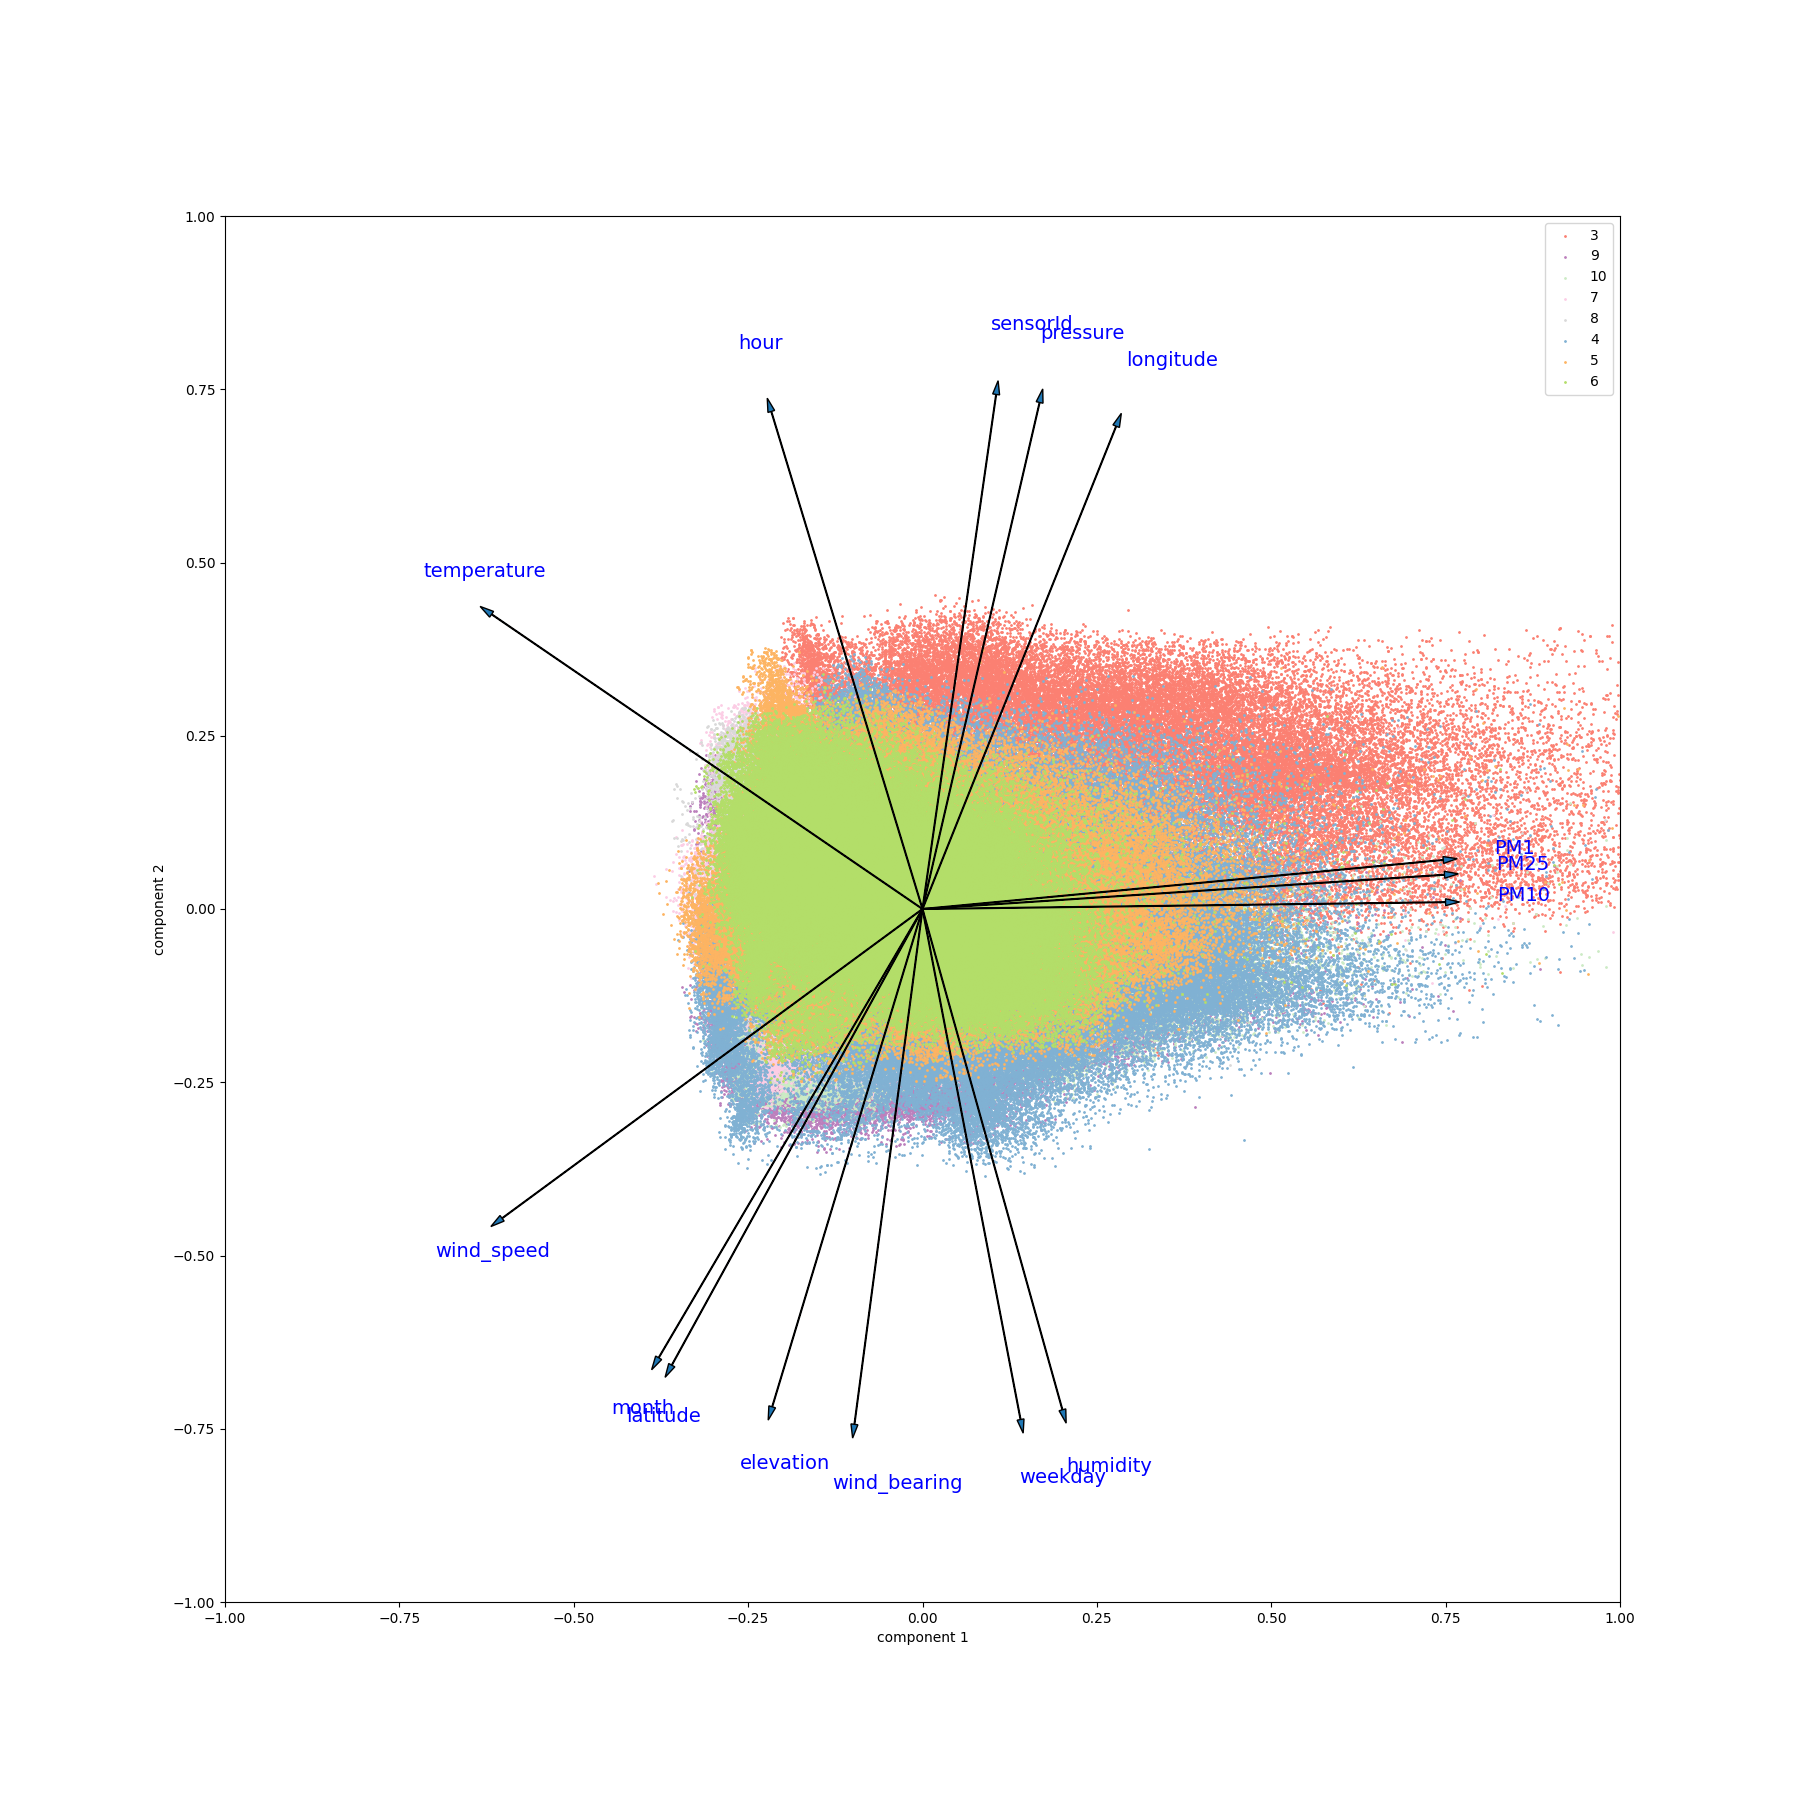 1.00
0.75
0.50
0.25
0.00
−0.25
−0.50
−0.75
−1.00
component 2
3
9
10
7
8
4
5
6
sensorId
pressure
hour
longitude
temperature
PM1
PM25
PM10
wind_speed
month
latitude
elevation
humidity
weekday
wind_bearing
−1.00 −0.75 −0.50 −0.25 0.00 0.25 0.50 0.75 1.00
component 1